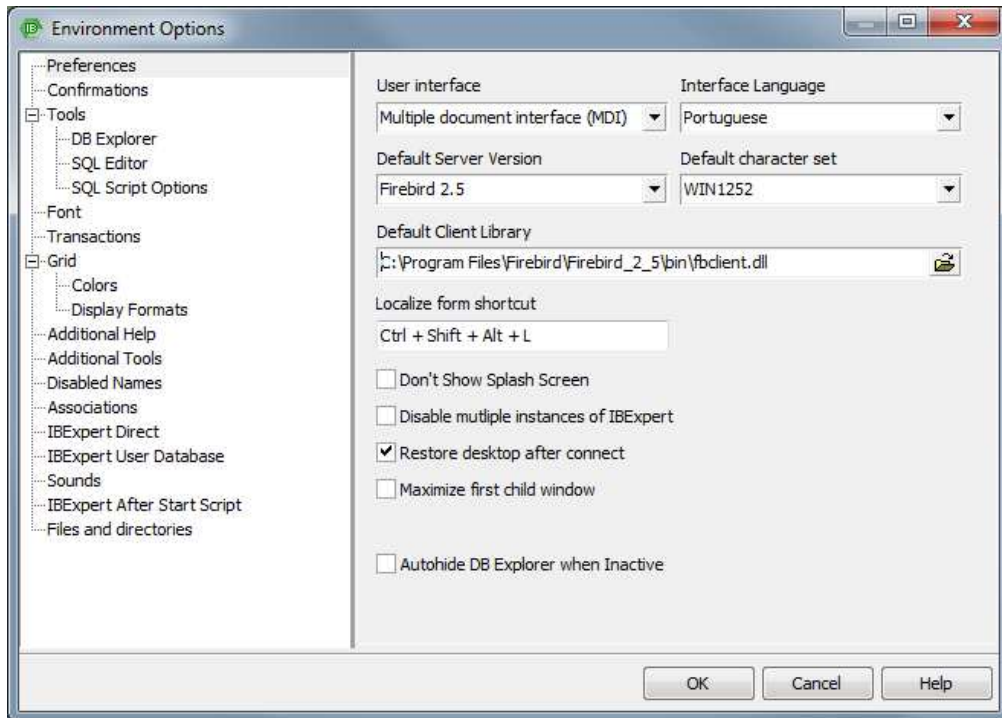 Environment Options
Preferences
Confirmations
Tools
DB Explorer
SQL Editor
SQL Script Options
Font
Transactions
Grid
Colors
Display Formats
Additional Help
Additional Tools
Disabled Names
Associations
IBExpert Direct
IBExpert User Database
Sounds
IBExpert After Start Script
Files and directories
User interface
Interface Language
Multiple document interface (MDI)
Portuguese
Default Server Version
Default character set
Firebird 2.5
WIN1252
Default Client Library
C:\Program Files\Firebird\Firebird_2_5\bin\fbclient.dll
Localize form shortcut
Ctrl + Shift + Alt + L
Don't Show Splash Screen
Disable mutliple instances of IBExpert
Restore desktop after connect
Maximize first child window
Autohide DB Explorer when Inactive
OK
Cancel
Help